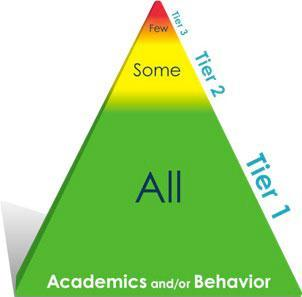 Few
Tier 3
Some
Tier 2
All
Tier 1
Academics and/or Behavior